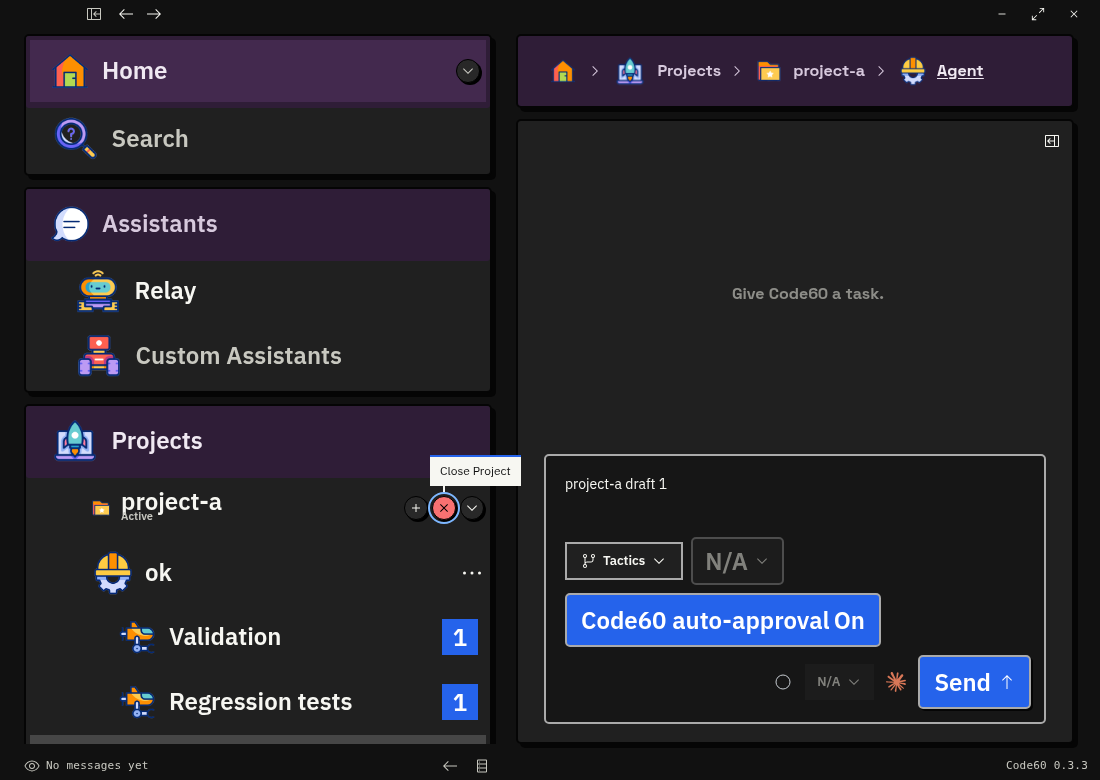 Home
Search
Assistants
Relay
Custom Assistants
Projects
Close Project
project-a
Active
ok
Validation
1
Regression tests
1
No messages yet
Projects
project-a
Agent
Give Code60 a task.
project-a draft 1
Tactics
N/A
Code60 auto-approval On
N/A
Send
Code60 0.3.3